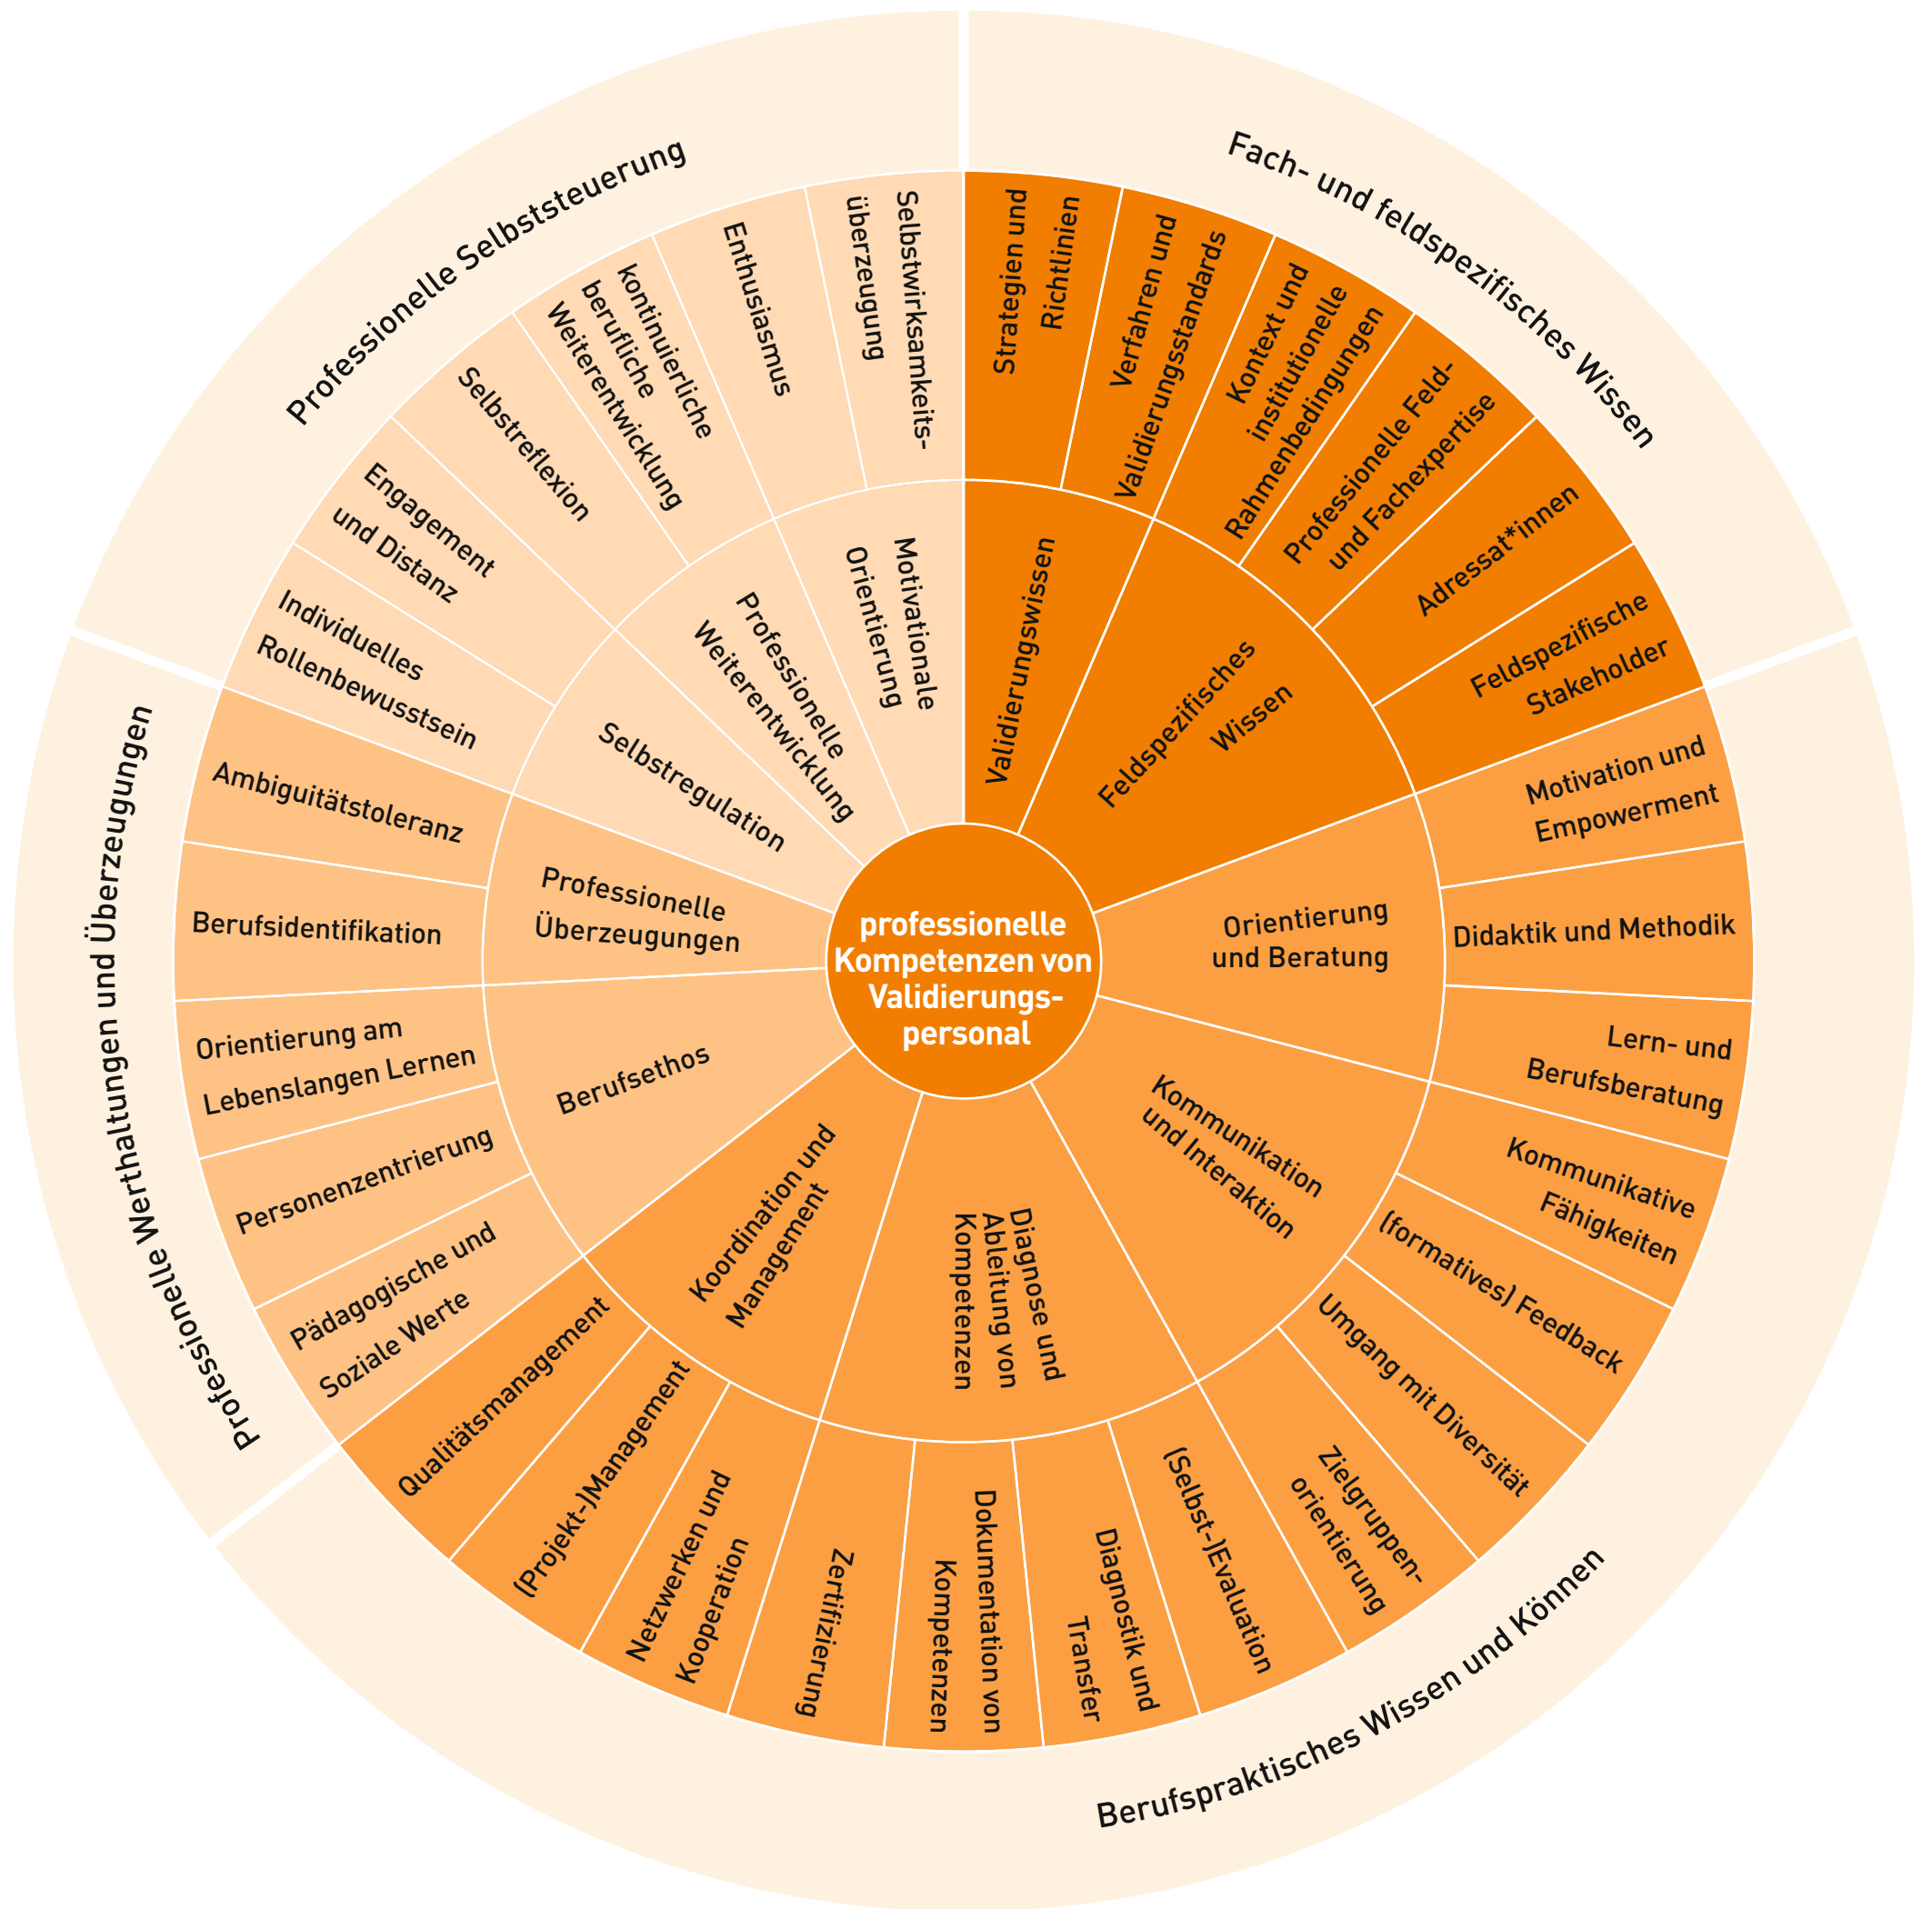 professionelle
Kompetenzen von
Validierungs-
personal
Fach- und feldspezifisches Wissen
Validierungswissen
Strategien und
Richtlinien
Verfahren und
Validierungsstandards
Feldspezifisches
Wissen
Kontext und
institutionelle
Rahmenbedingungen
Professionelle Feld-
und Fachexpertise
Adressat*innen
Feldspezifische
Stakeholder
Berufspraktisches Wissen und Können
Orientierung
und Beratung
Motivation und
Empowerment
Didaktik und Methodik
Lern- und
Berufsberatung
Kommunikation
und Interaktion
Kommunikative
Fähigkeiten
(formatives) Feedback
Umgang mit Diversität
Zielgruppen-
orientierung
Diagnose und
Ableitung von
Kompetenzen
(Selbst-)Evaluation
Diagnostik und
Transfer
Dokumentation von
Kompetenzen
Zertifizierung
Koordination und
Management
Netzwerken und
Kooperation
(Projekt-)Management
Qualitätsmanagement
Professionelle Werthaltungen und Überzeugungen
Berufsethos
Pädagogische und
Soziale Werte
Personenzentrierung
Orientierung am
Lebenslangen Lernen
Professionelle
Überzeugungen
Berufsidentifikation
Ambiguitätstoleranz
Professionelle Selbststeuerung
Selbstregulation
Individuelles
Rollenbewusstsein
Engagement
und Distanz
Professionelle
Weiterentwicklung
Selbstreflexion
kontinuierliche
berufliche
Weiterentwicklung
Motivationale
Orientierung
Enthusiasmus
Selbstwirksamkeits-
überzeugung